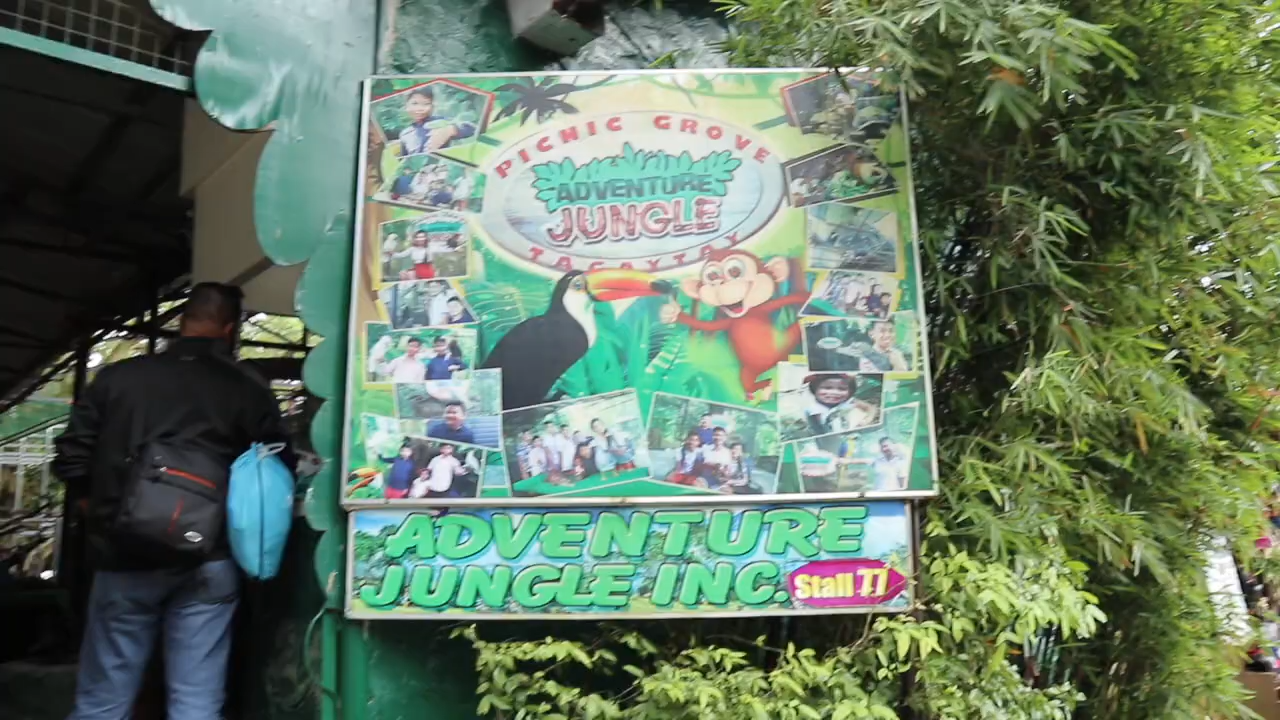 PICNIC GROVE
ADVENTURE
JUNGLE
TAGAYTAY
ADVENTURE
JUNGLE INC.
Stall 77